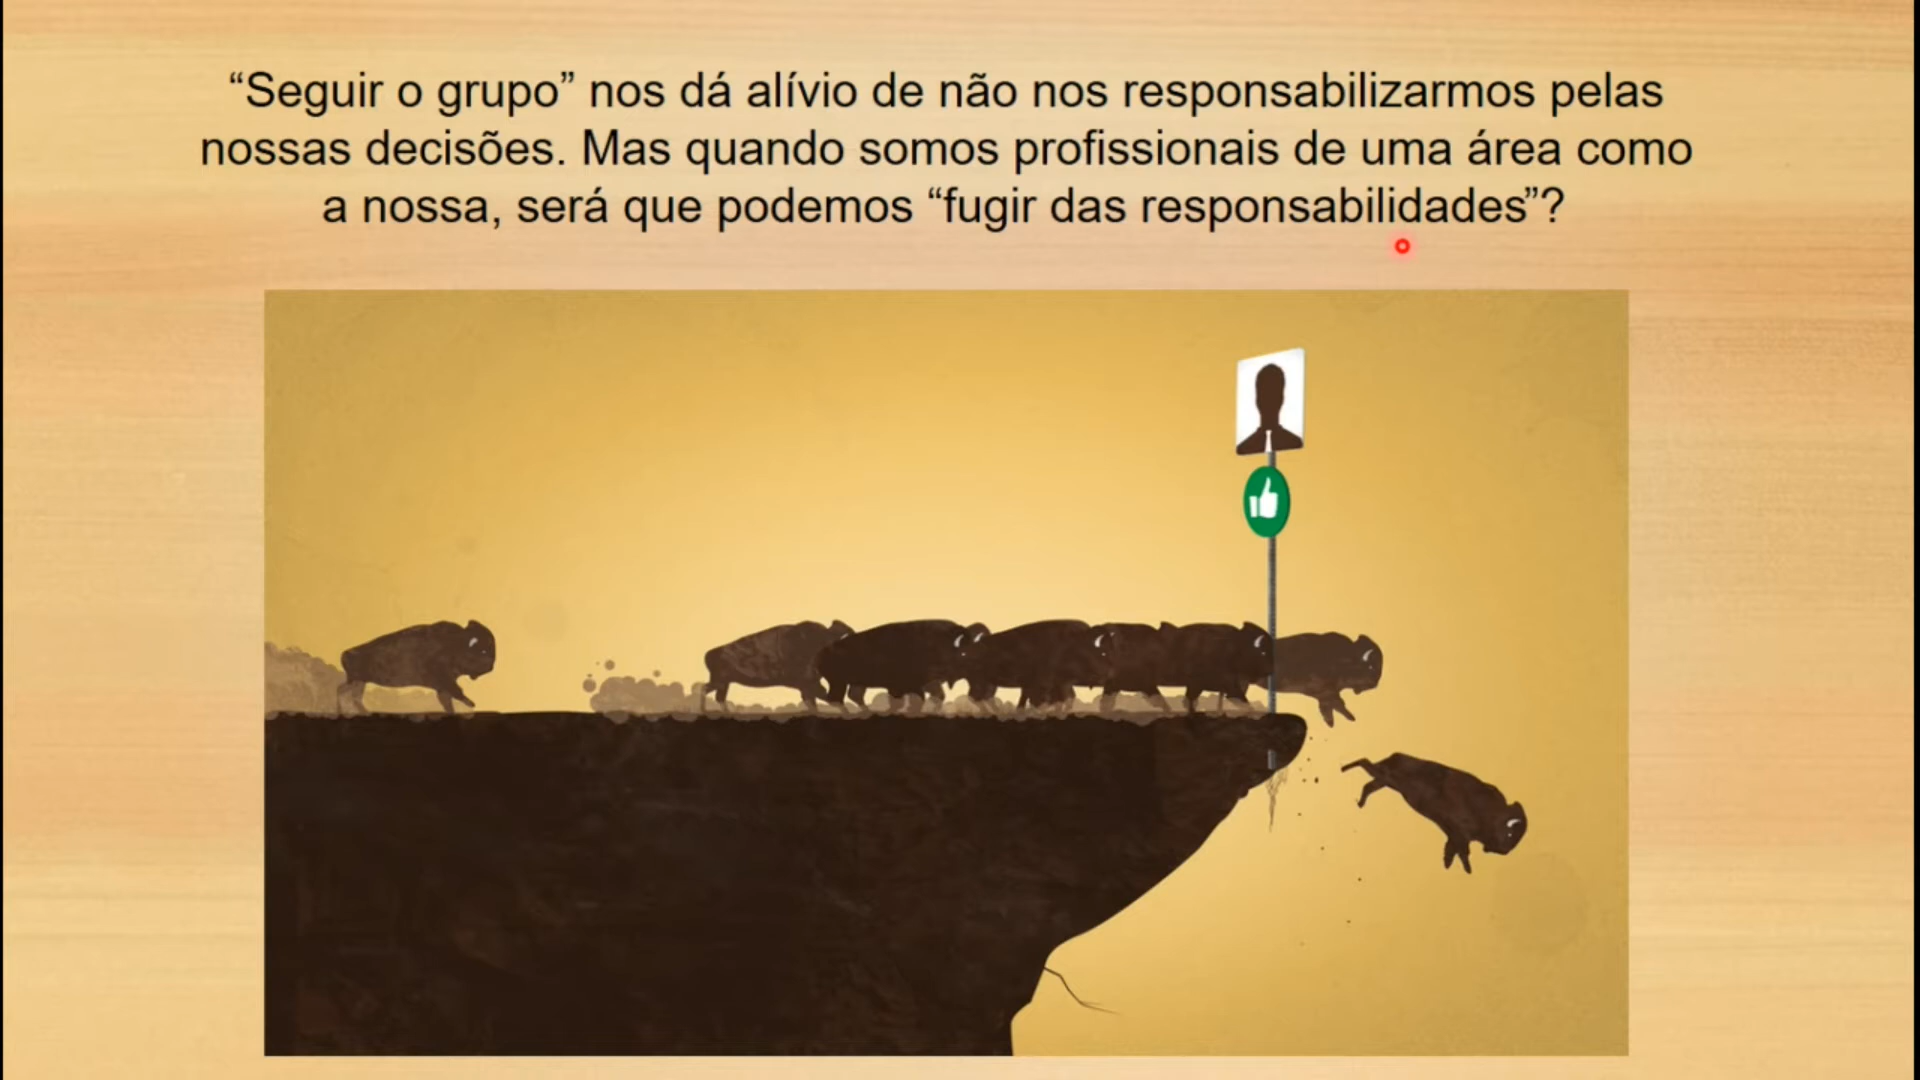 “Seguir o grupo” nos dá alívio de não nos responsabilizarmos pelas
nossas decisões. Mas quando somos profissionais de uma área como
a nossa, será que podemos “fugir das responsabilidades”?